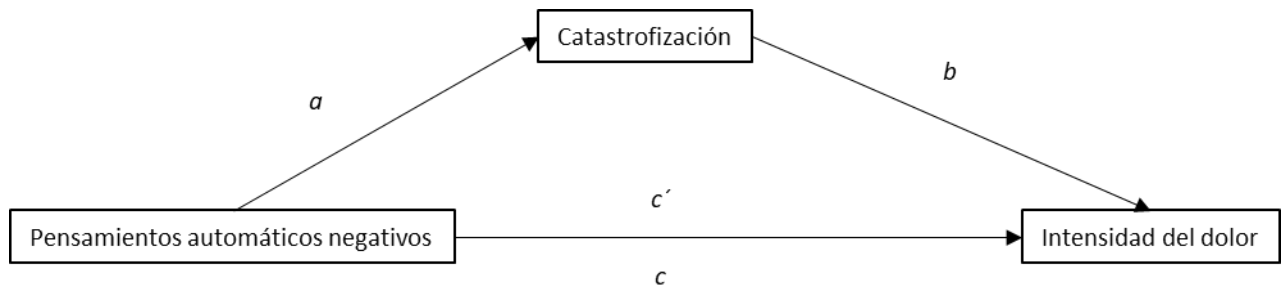 Catastrofización
a
b
c´
Pensamientos automáticos negativos
Intensidad del dolor
c